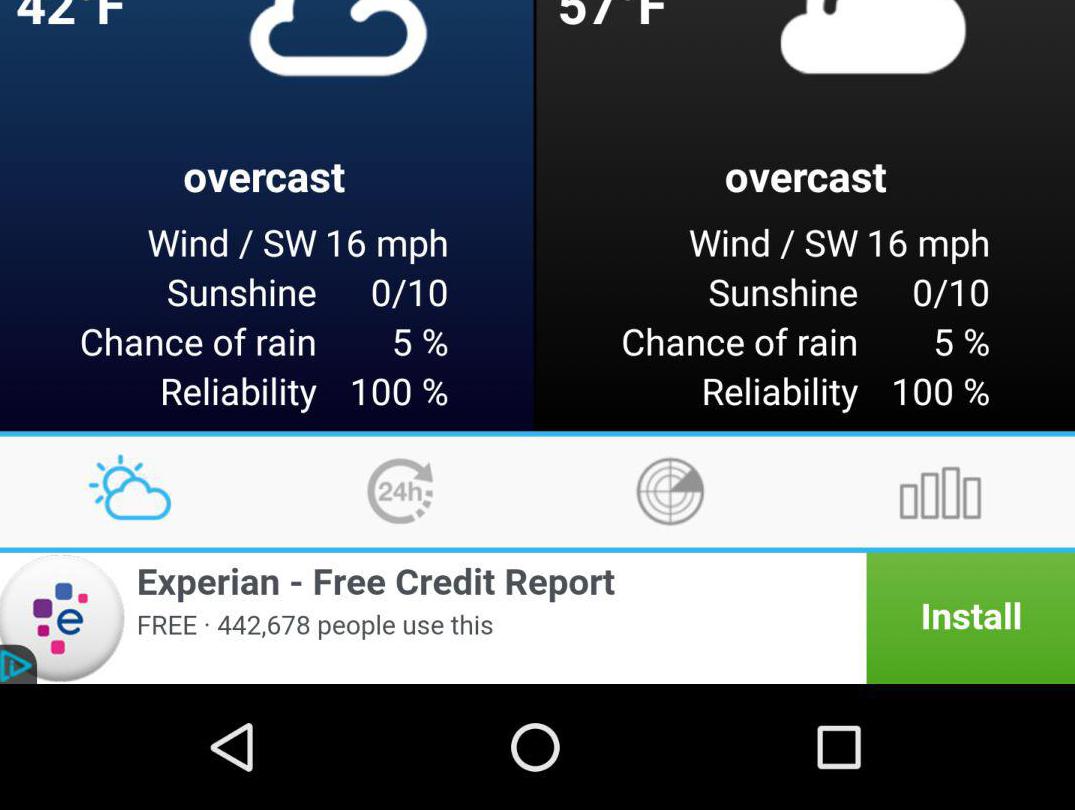 42°F 57°F
overcast overcast
Wind / SW 16 mph Wind / SW 16 mph
Sunshine 0/10 Sunshine 0/10
Chance of rain 5 % Chance of rain 5 %
Reliability 100 % Reliability 100 %
24h
Experian - Free Credit Report
e
FREE · 442,678 people use this
Install